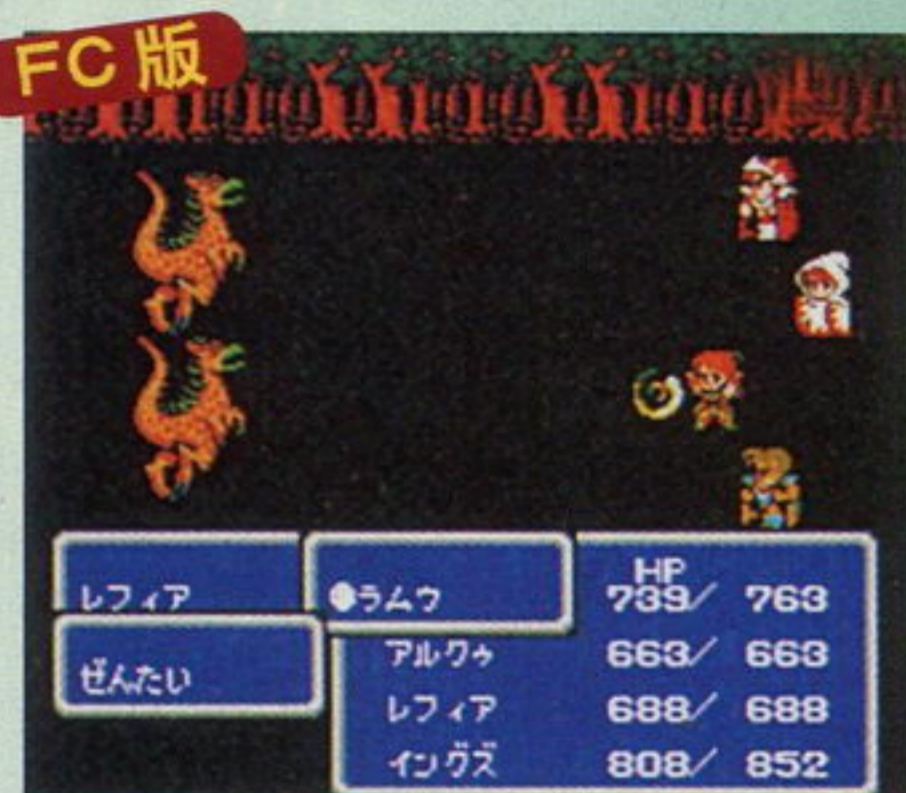 FC版
HP
レフィア ●ラムウ 739/ 763
アルクゥ 663/ 663
ぜんたい
レフィア 688/ 688
イングズ 808/ 852